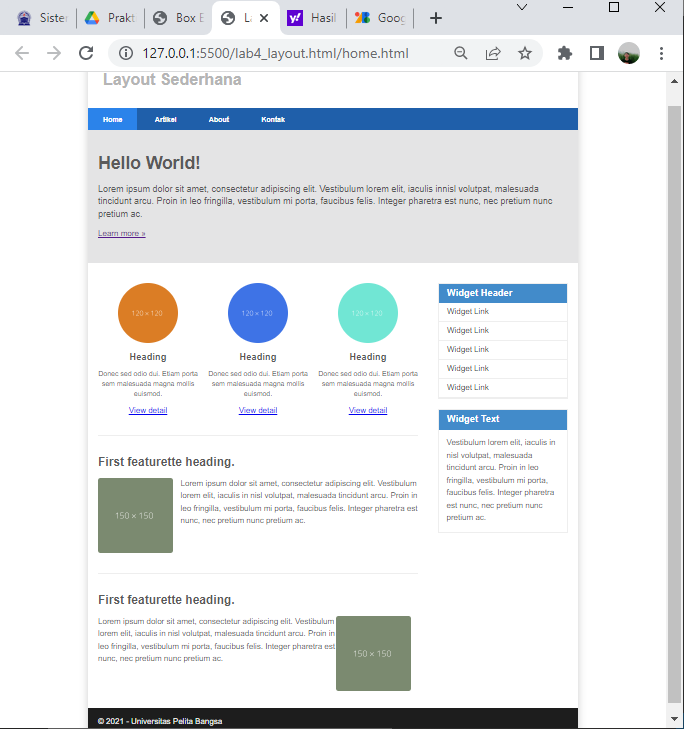 Sister
Prakt
Box E
La
Hasil
Goog
127.0.0.1:5500/lab4_layout.html/home.html
Layout Sederhana
Home Artikel About Kontak
Hello World!
Lorem ipsum dolor sit amet, consectetur adipiscing elit. Vestibulum lorem elit, iaculis innisl volutpat, malesuada
tincidunt arcu. Proin in leo fringilla, vestibulum mi porta, faucibus felis. Integer pharetra est nunc, nec pretium nunc
pretium ac.
Learn more »
120 × 120
Heading
Donec sed odio dui. Etiam porta
sem malesuada magna mollis
euismod.
View detail
120 × 120
Heading
Donec sed odio dui. Etiam porta
sem malesuada magna mollis
euismod.
View detail
120 × 120
Heading
Donec sed odio dui. Etiam porta
sem malesuada magna mollis
euismod.
View detail
First featurette heading.
150 × 150
Lorem ipsum dolor sit amet, consectetur adipiscing elit. Vestibulum
lorem elit, iaculis in nisl volutpat, malesuada tincidunt arcu. Proin in
leo fringilla, vestibulum mi porta, faucibus felis. Integer pharetra est
nunc, nec pretium nunc pretium ac.
First featurette heading.
Lorem ipsum dolor sit amet, consectetur adipiscing elit. Vestibulum
lorem elit, iaculis in nisl volutpat, malesuada tincidunt arcu. Proin in
leo fringilla, vestibulum mi porta, faucibus felis. Integer pharetra est
nunc, nec pretium nunc pretium ac.
150 × 150
Widget Header
Widget Link
Widget Link
Widget Link
Widget Link
Widget Link
Widget Text
Vestibulum lorem elit, iaculis in
nisl volutpat, malesuada
tincidunt arcu. Proin in leo
fringilla, vestibulum mi porta,
faucibus felis. Integer pharetra
est nunc, nec pretium nunc
pretium ac.
© 2021 - Universitas Pelita Bangsa